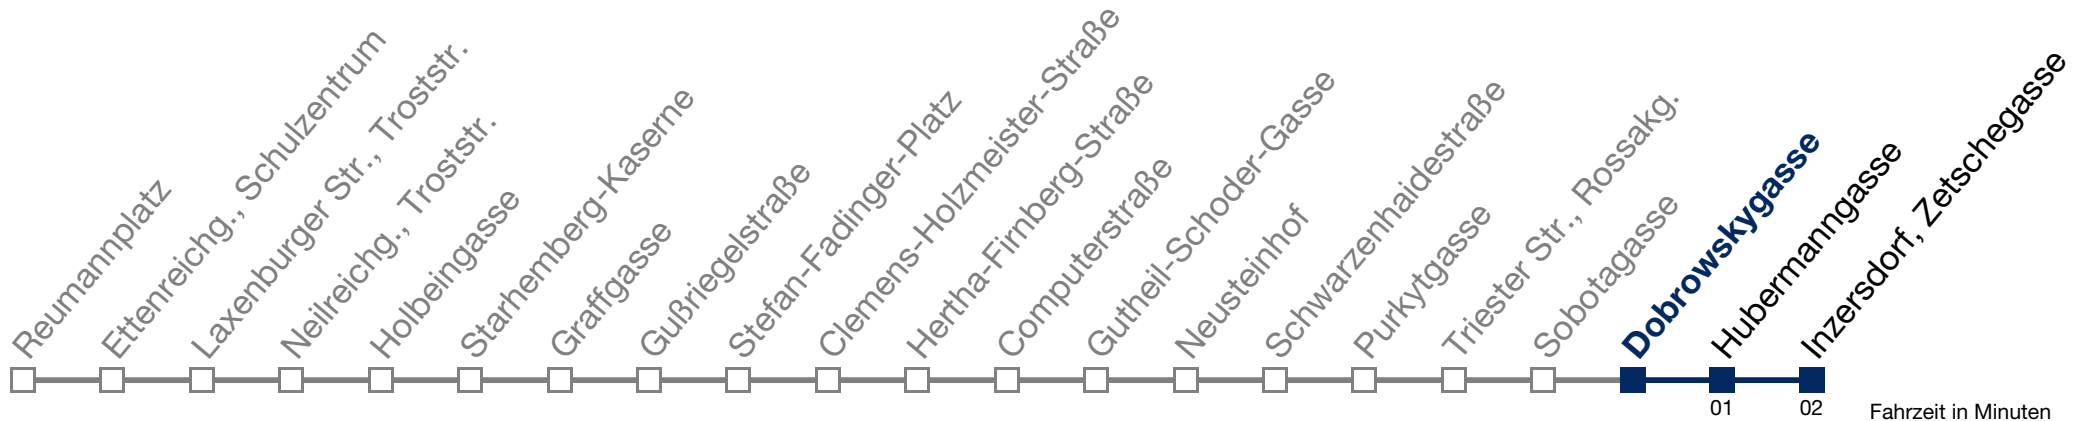 Reumannplatz
Ettenreichg., Schulzentrum
Laxenburger Str., Troststr.
Neilreichg., Troststr.
Holbeingasse
Starhemberg-Kaserne
Graffgasse
Gußriegelstraße
Stefan-Fadinger-Platz
Clemens-Holzmeister-Straße
Hertha-Firnberg-Straße
Computerstraße
Gutheil-Schoder-Gasse
Neusteinhof
Schwarzenhaidestraße
Purkytgasse
Triester Str., Rossakg.
Sobotagasse
Dobrowskygasse
Hubermanngasse
Inzersdorf, Zetschegasse
01
02
Fahrzeit in Minuten